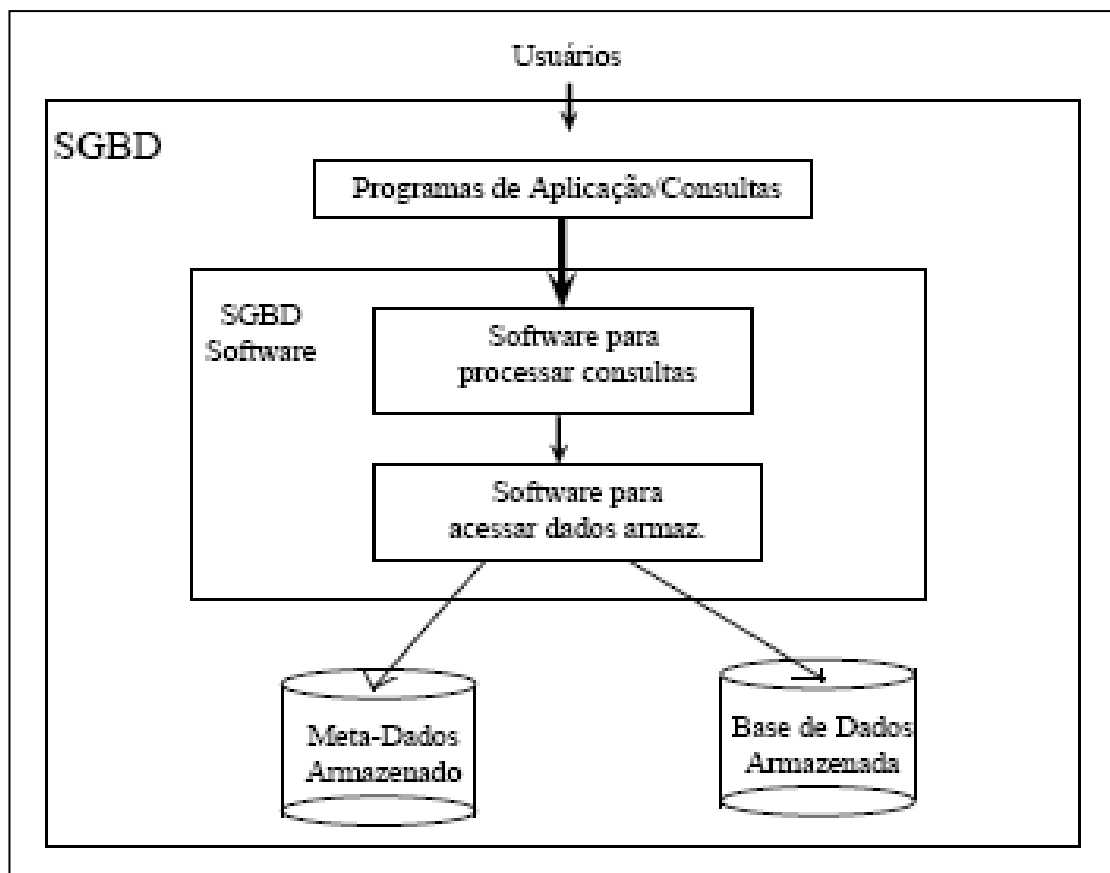 Usuários
SGBD
Programas de Aplicação/Consultas
SGBD
Software
Software para
processar consultas
Software para
acessar dados armaz.
Meta-Dados
Armazenado
Base de Dados
Armazenada